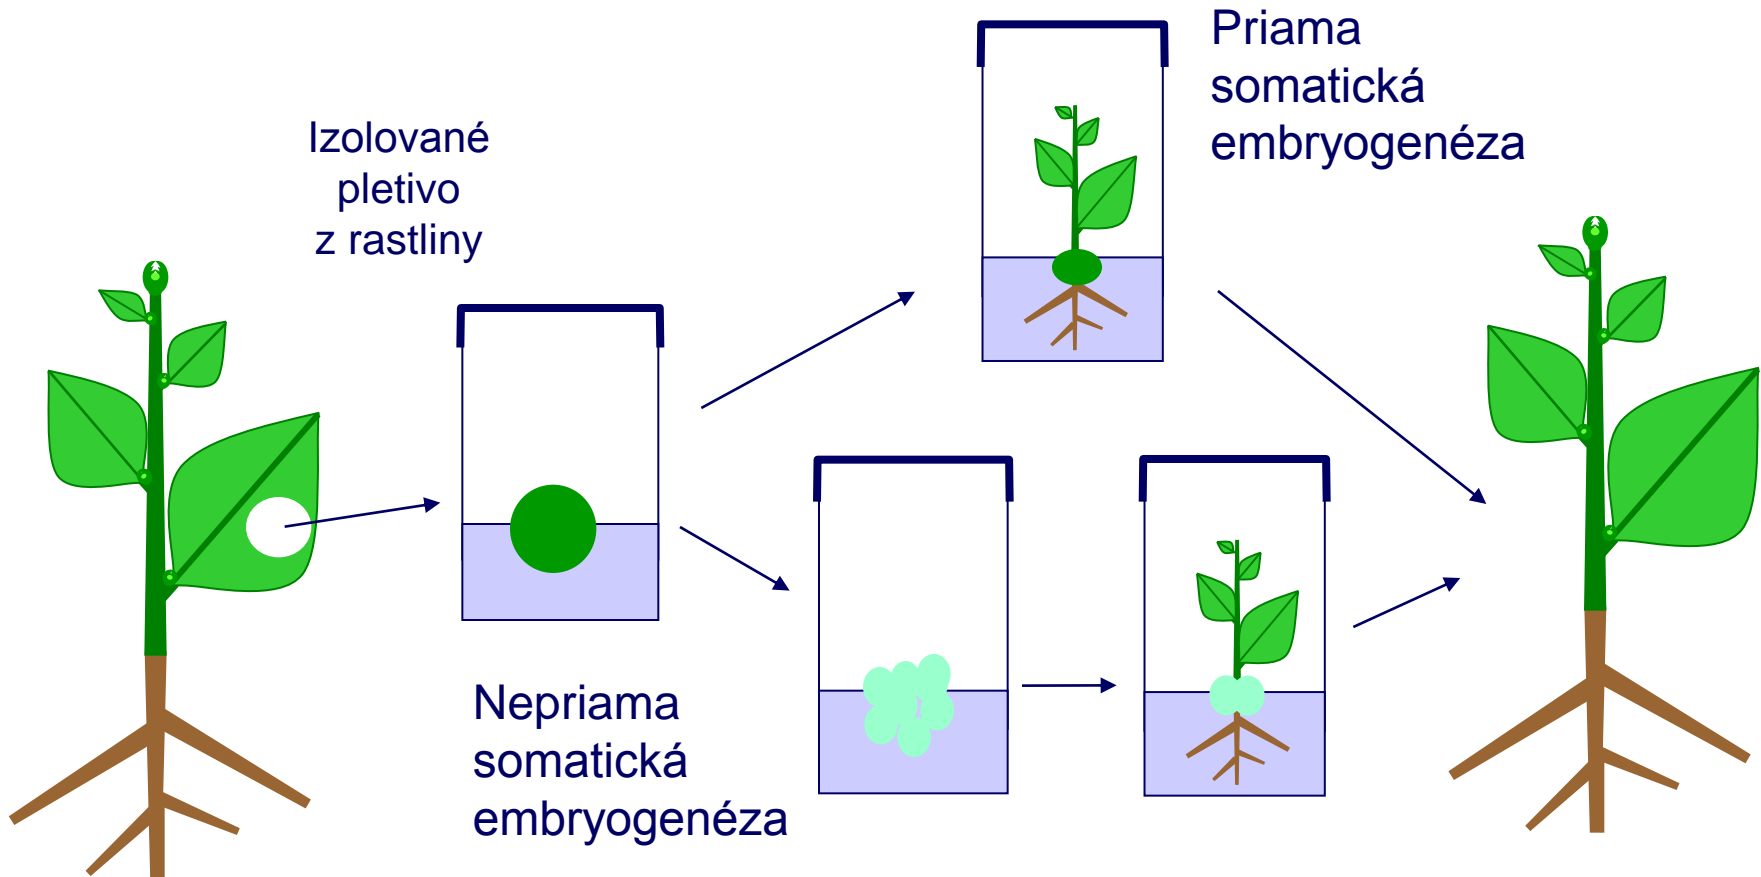 Izolované
pletivo
z rastliny
Priama
somatická
embryogenéza
Nepriama
somatická
embryogenéza